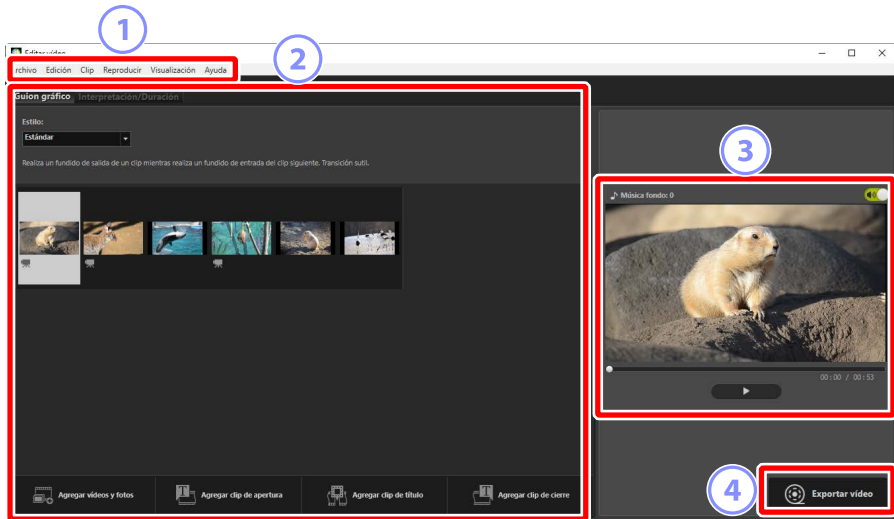 1
Editar vídeo
2
rchivo Edición Clip Reproducir Visualización Ayuda
Guion gráfico Interpretación/Duración
Estilo:
Estándar
Realiza un fundido de salida de un clip mientras realiza un fundido de entrada del clip siguiente. Transición sutil.
3
Música fondo: 0
00:00 / 00:53
4
Agregar vídeos y fotos Agregar clip de apertura Agregar clip de título Agregar clip de cierre Exportar vídeo